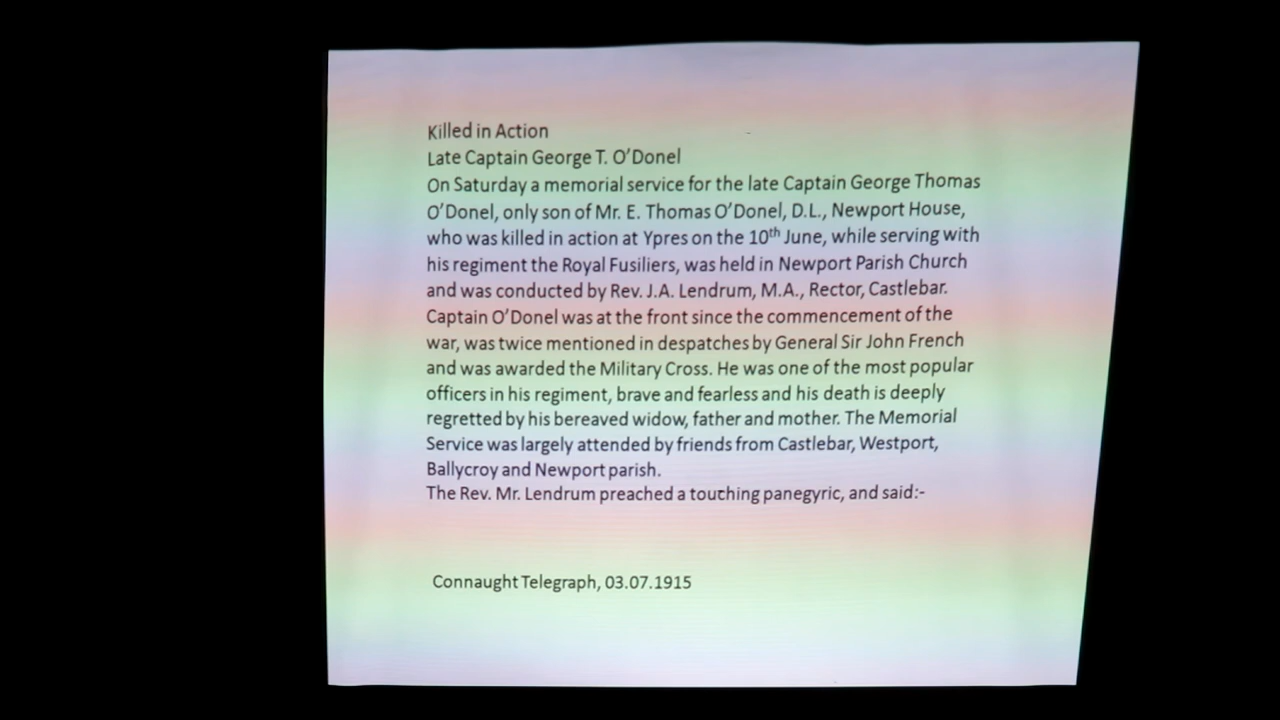 Killed in Action
Late Captain George T. O'Donel
On Saturday a memorial service for the late Captain George Thomas
O'Donel, only son of Mr. E. Thomas O'Donel, D.L., Newport House,
who was killed in action at Ypres on the 10th June, while serving with
his regiment the Royal Fusiliers, was held in Newport Parish Church
and was conducted by Rev. J.A. Lendrum, M.A., Rector, Castlebar.
Captain O'Donel was at the front since the commencement of the
war, was twice mentioned in despatches by General Sir John French
and was awarded the Military Cross. He was one of the most popular
officers in his regiment, brave and fearless and his death is deeply
regretted by his bereaved widow, father and mother. The Memorial
Service was largely attended by friends from Castlebar, Westport,
Ballycroy and Newport parish.
The Rev. Mr. Lendrum preached a touching panegyric, and said:-
Connaught Telegraph, 03.07.1915